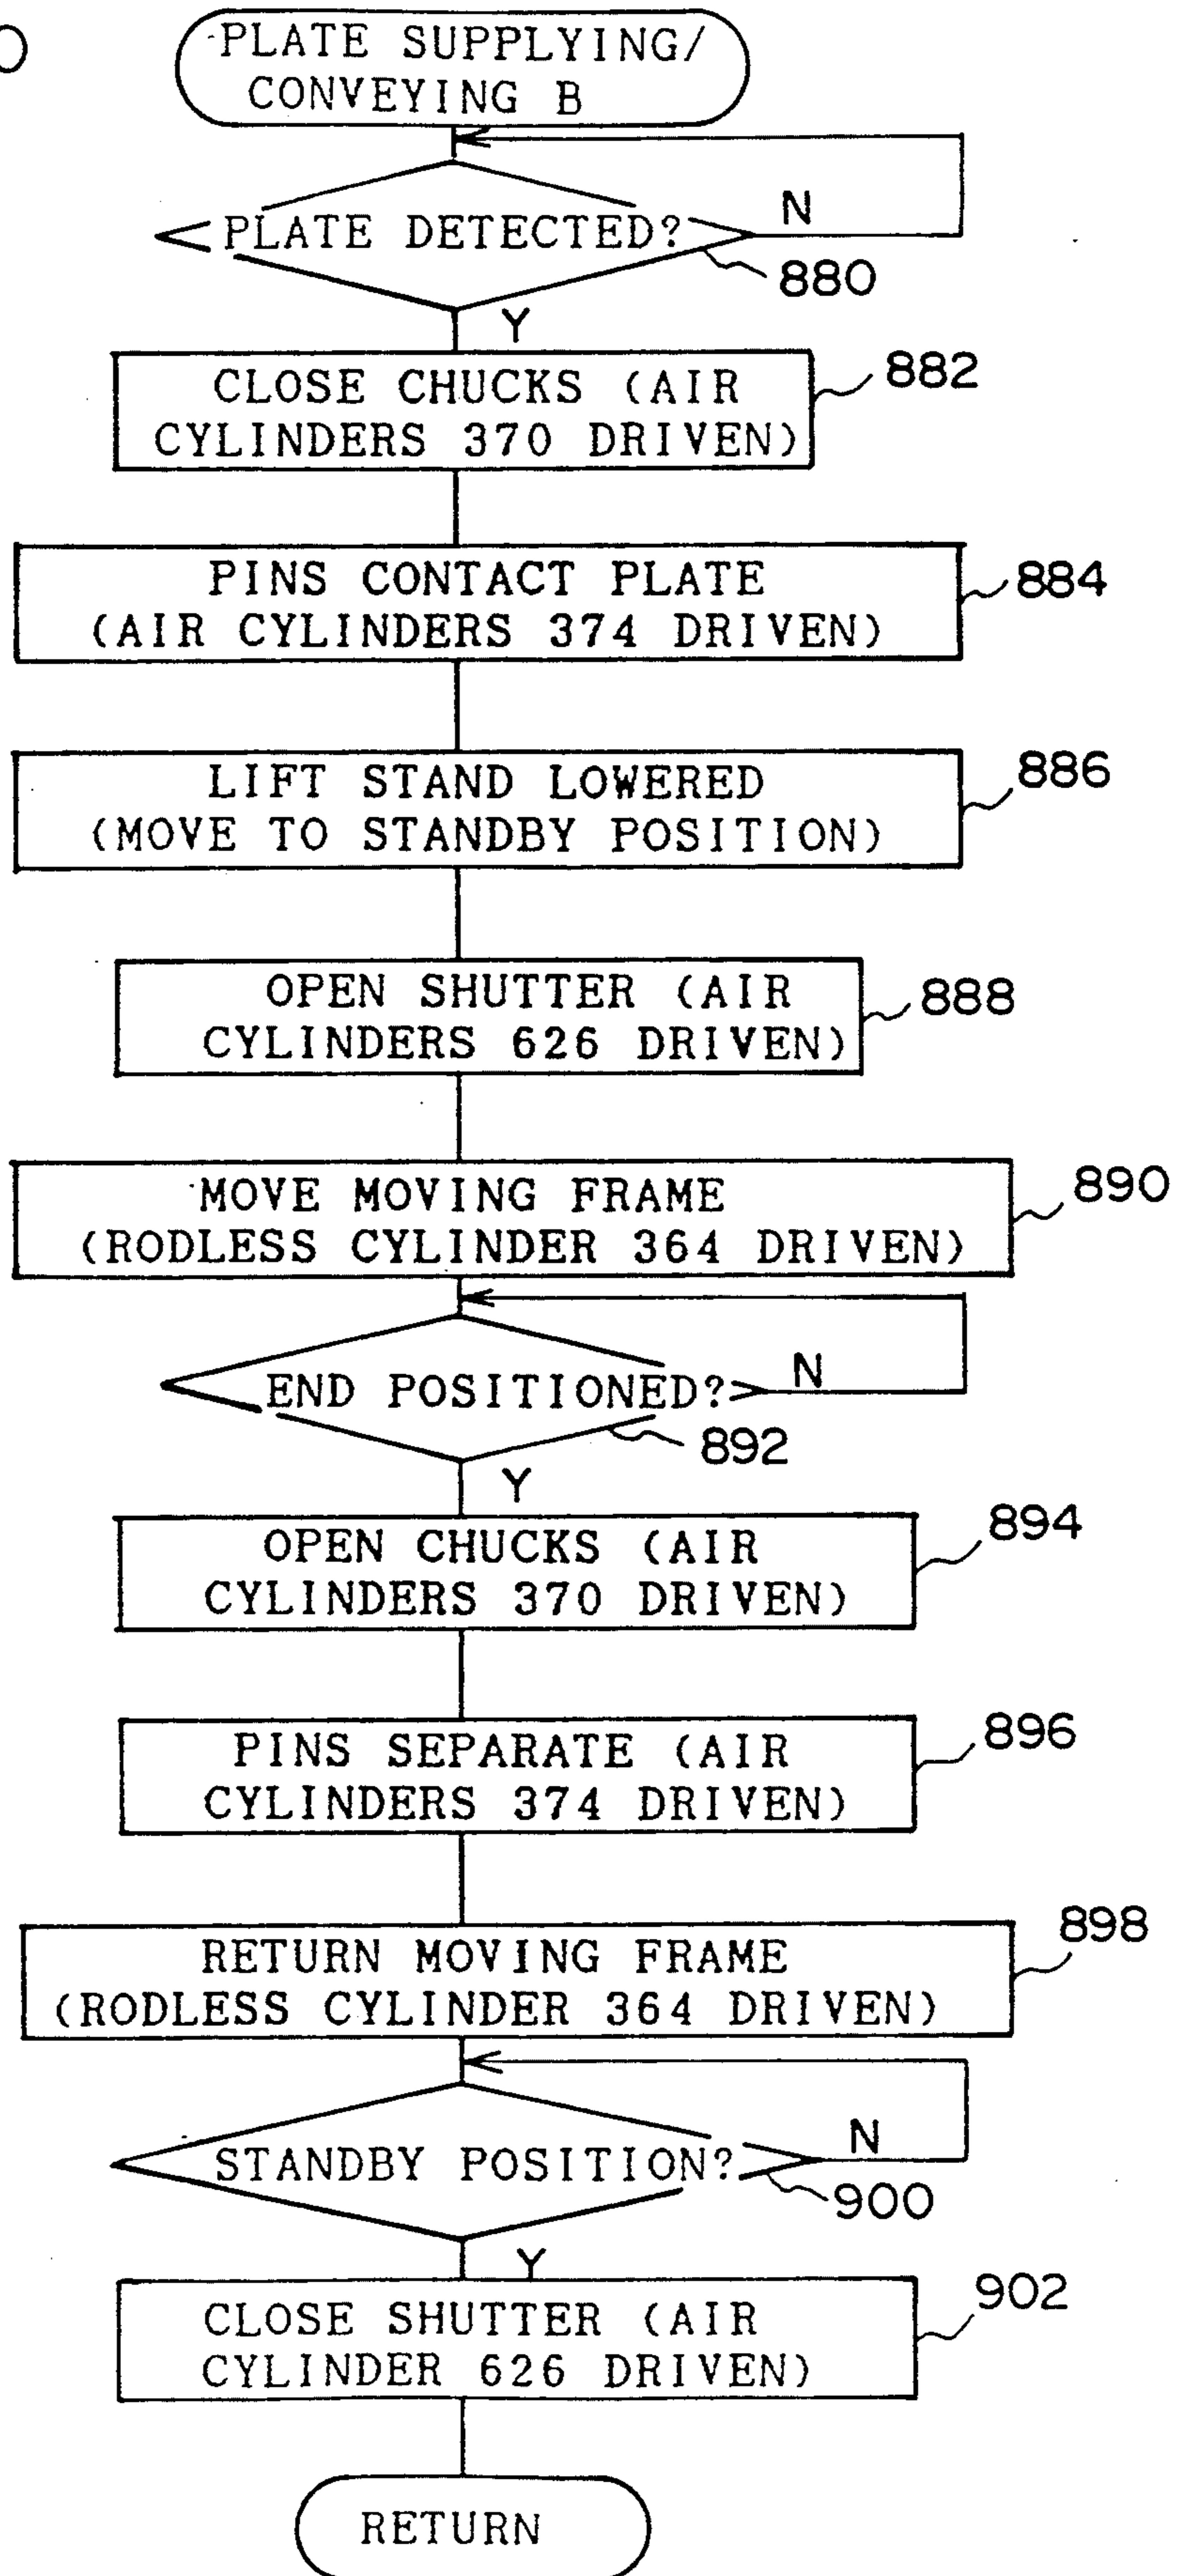 PLATE SUPPLYING/
CONVEYING B
N
PLATE DETECTED?
880
Y
882
CLOSE CHUCKS (AIR
CYLINDERS 370 DRIVEN)
884
PINS CONTACT PLATE
(AIR CYLINDERS 374 DRIVEN)
886
LIFT STAND LOWERED
(MOVE TO STANDBY POSITION)
888
OPEN SHUTTER (AIR
CYLINDERS 626 DRIVEN)
890
MOVE MOVING FRAME
(RODLESS CYLINDER 364 DRIVEN)
N
END POSITIONED?
892
Y
894
OPEN CHUCKS (AIR
CYLINDERS 370 DRIVEN)
896
PINS SEPARATE (AIR
CYLINDERS 374 DRIVEN)
898
RETURN MOVING FRAME
(RODLESS CYLINDER 364 DRIVEN)
N
STANDBY POSITION?
900
Y
902
CLOSE SHUTTER (AIR
CYLINDER 626 DRIVEN)
RETURN